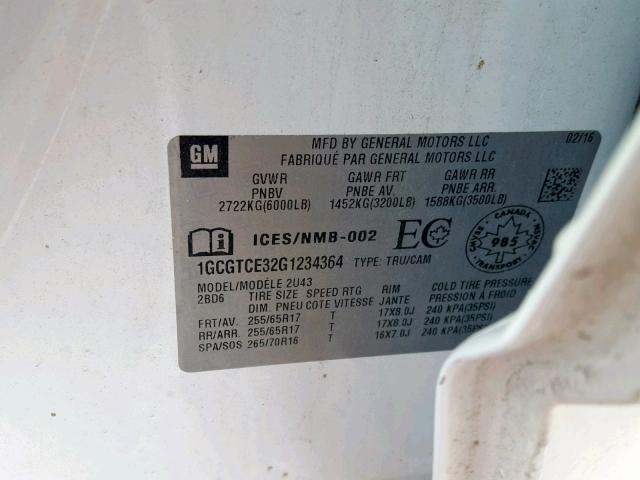 GM
MFD BY GENERAL MOTORS LLC 02/16
FABRIQUÉ PAR GENERAL MOTORS LLC
GVWR GAWR FRT GAWR RR
PNBV PNBE AV. PNBE ARR.
2722KG(6000LB) 1452KG(3200LB) 1588KG(3500LB)
ICES/NMB-002 EC
CANADA
985
TRANSPORT
1GCGTCE32G1234364 TYPE: TRU/CAM
MODEL/MODÈLE 2U43
2BD6 TIRE SIZE SPEED RTG RIM COLD TIRE PRESSURE
DIM. PNEU COTE VITESSE JANTE PRESSION À FROID
FRT/AV. 255/65R17 T 17X8.0J 240 KPA(35PSI)
RR/ARR. 255/65R17 T 17X8.0J 240 KPA(35PSI)
SPA/SOS 265/70R16 T 16X7.0J 240 KPA(35PSI